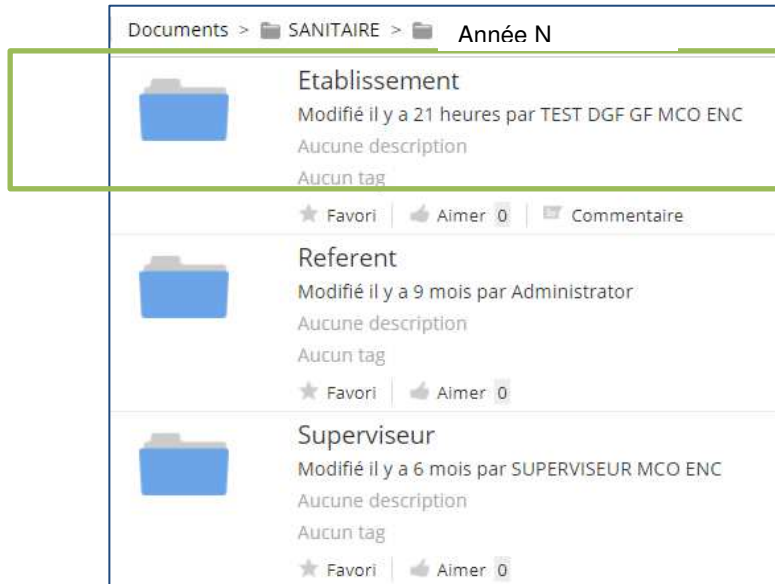 Documents > SANITAIRE > Année N
Etablissement
Modifié il y a 21 heures par TEST DGF GF MCO ENC
Aucune description
Aucun tag
Favori Aimer 0 Commentaire
Referent
Modifié il y a 9 mois par Administrator
Aucune description
Aucun tag
Favori Aimer 0
Superviseur
Modifié il y a 6 mois par SUPERVISEUR MCO ENC
Aucune description
Aucun tag
Favori Aimer 0